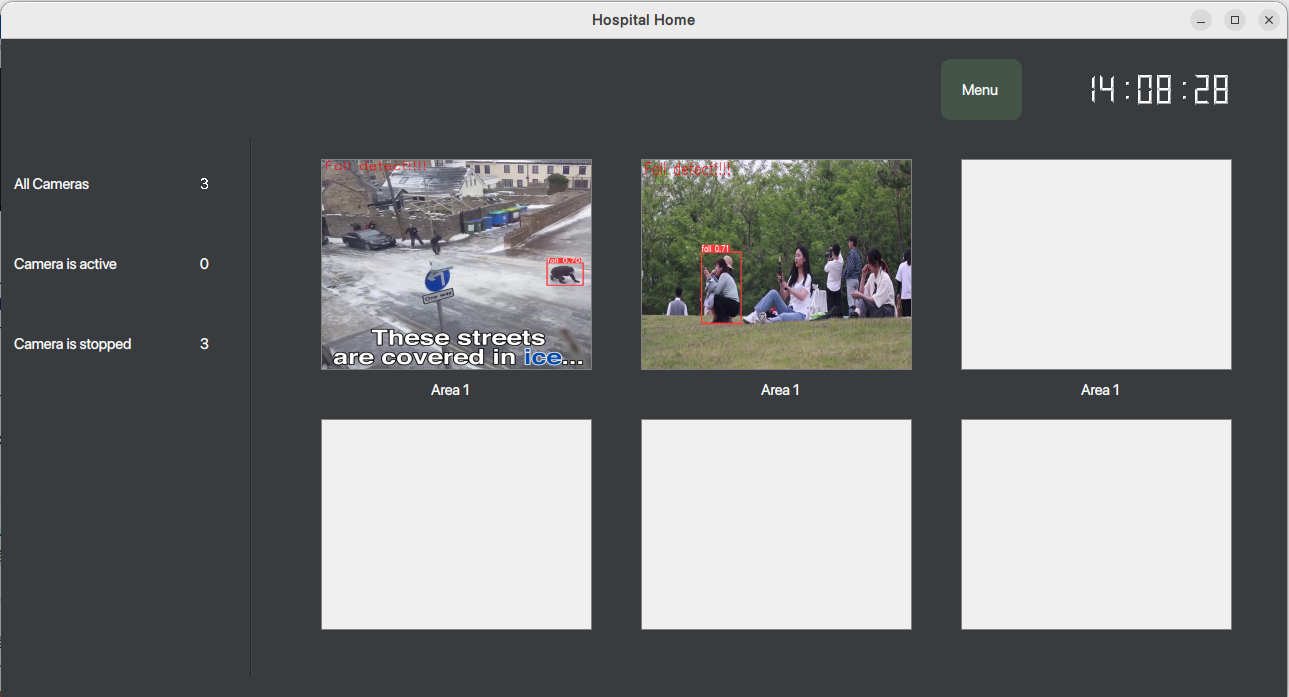 Hospital Home
Menu
14:08:28
All Cameras 3
Camera is active 0
Camera is stopped 3
Fall detect!!!!
fall 0.70
One way
These streets
are covered in ice...
Area 1
Fall detect!!!!
fall 0.71
Area 1
Area 1